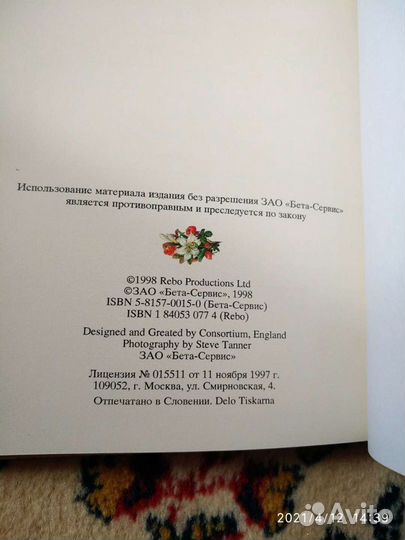 Использование материала издания без разрешения ЗАО «Бета-Сервис»
является противоправным и преследуется по закону
©1998 Rebo Productions Ltd
©ЗАО «Бета-Сервис», 1998
ISBN 5-8157-0015-0 (Бета-Сервис)
ISBN 1 84053 077 4 (Rebo)
Designed and Greated by Consortium, England
Photography by Steve Tanner
ЗАО «Бета-Сервис»
Лицензия № 015511 от 11 ноября 1997 г.
109052, г. Москва, ул. Смирновская, 4.
Отпечатано в Словении. Delo Tiskarna
2021/4/12 14:39
Avito